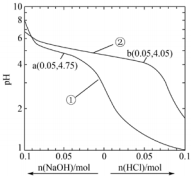 8
6
4
2
1
pH
②
b(0.05,4.05)
a(0.05,4.75)
①
0.1 0.05 0 0.05 0.1
n(NaOH)/mol n(HCl)/mol